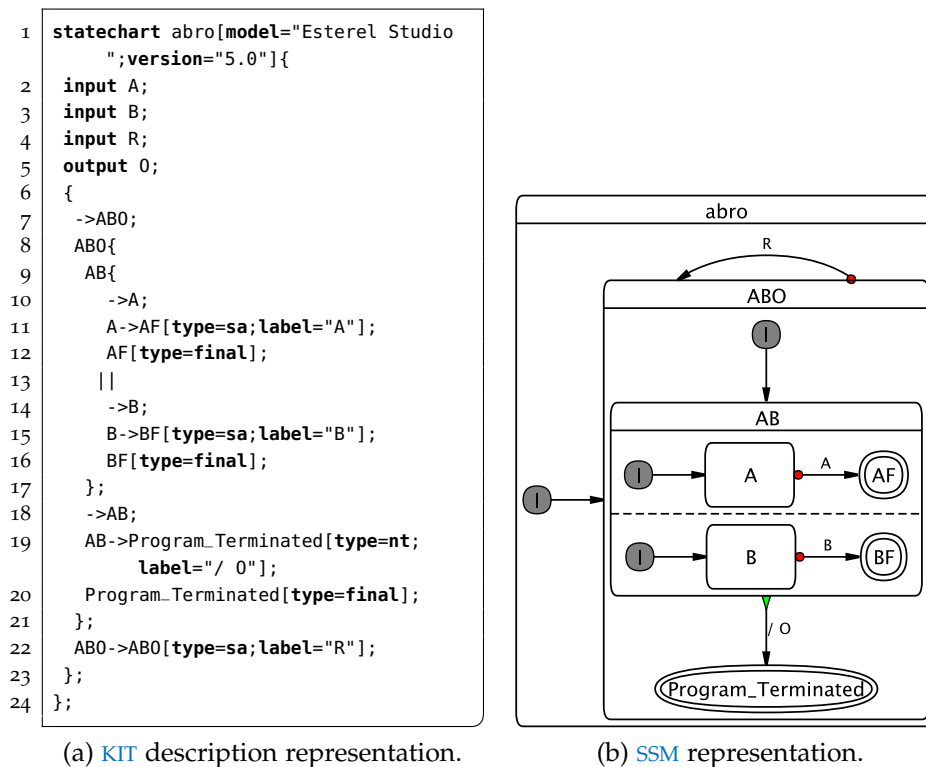 1 statechart abro[model="Esterel Studio
";version="5.0"]{
2 input A;
3 input B;
4 input R;
5 output O;
6 {
7 ->ABO;
8 ABO{
9 AB{
10 ->A;
11 A->AF[type=sa;label="A"];
12 AF[type=final];
13 ||
14 ->B;
15 B->BF[type=sa;label="B"];
16 BF[type=final];
17 };
18 ->AB;
19 AB->Program_Terminated[type=nt;
label="/ O"];
20 Program_Terminated[type=final];
21 };
22 ABO->ABO[type=sa;label="R"];
23 };
24 };
(a) KIT description representation.
abro
R
ABO
I
AB
I A A AF
I
I B B BF
/ O
Program_Terminated
(b) SSM representation.